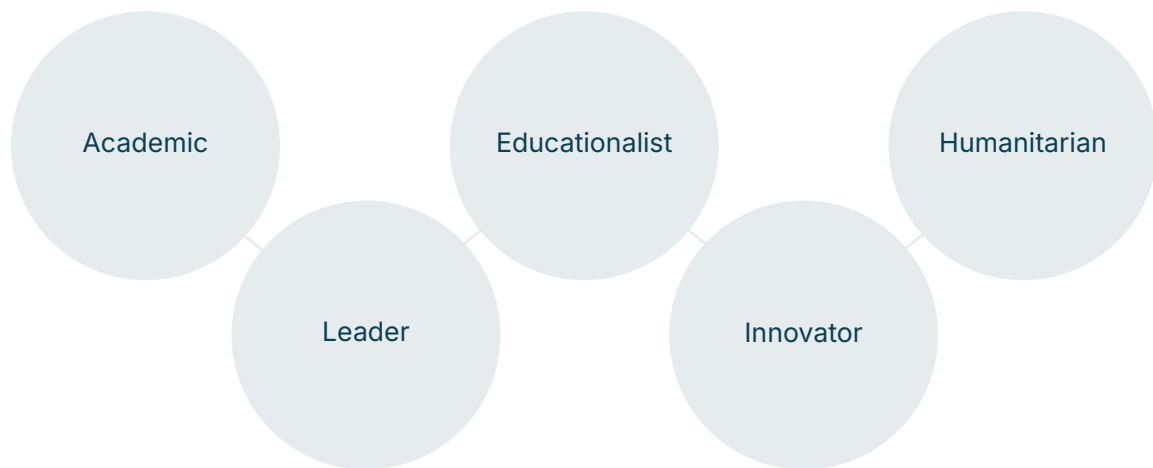 Academic
Educationalist
Humanitarian
Leader
Innovator